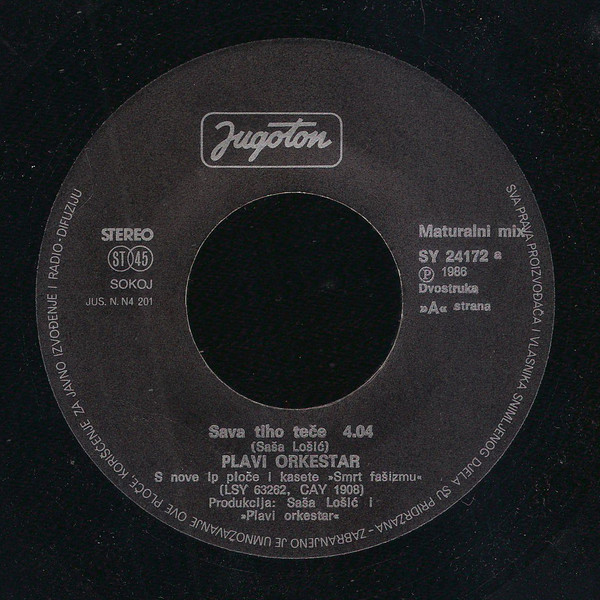 Jugoton
STEREO
ST 45
SOKOJ
JUS. N. N4 201
Maturalni mix
SY 24172 a
Ⓟ 1986
Dvostruka
»A« strana
Sava tiho teče 4.04
(Saša Lošić)
PLAVI ORKESTAR
S nove lp ploče i kasete »Smrt fašizmu«
(LSY 63262, CAY 1908)
Produkcija: Saša Lošić i
»Plavi orkestar«
SVA PRAVA PROIZVOĐAČA I VLASNIKA SNIMLJENOG DJELA SU PRIDRŽANA - ZABRANJENO JE UMNOŽAVANJE OVE PLOČE KORIŠĆENJE ZA JAVNO IZVOĐENJE I RADIO-DIFUZIJU